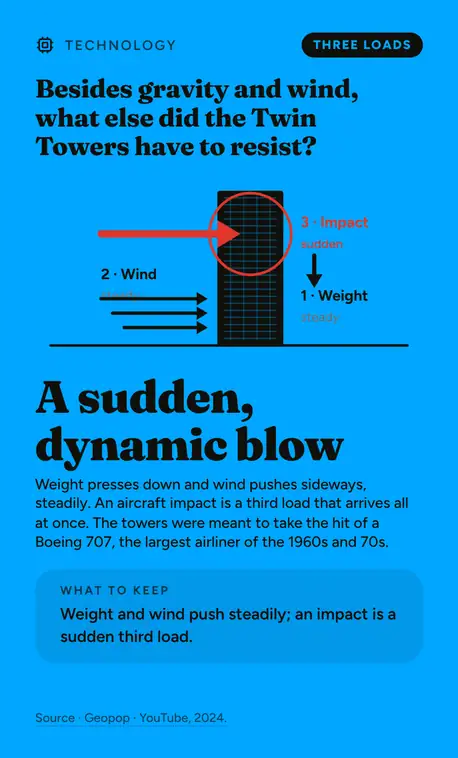 TECHNOLOGY
THREE LOADS
Besides gravity and wind,
what else did the Twin
Towers have to resist?
3 · Impact
sudden
2 · Wind
steady
1 · Weight
steady
A sudden,
dynamic blow
Weight presses down and wind pushes sideways,
steadily. An aircraft impact is a third load that arrives all
at once. The towers were meant to take the hit of a
Boeing 707, the largest airliner of the 1960s and 70s.
WHAT TO KEEP
Weight and wind push steadily; an impact is a
sudden third load.
Source · Geopop · YouTube, 2024.